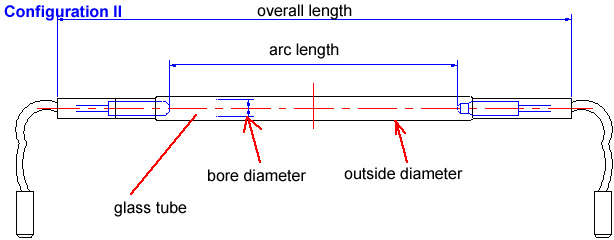 Configuration II
overall length
arc length
bore diameter
outside diameter
glass tube